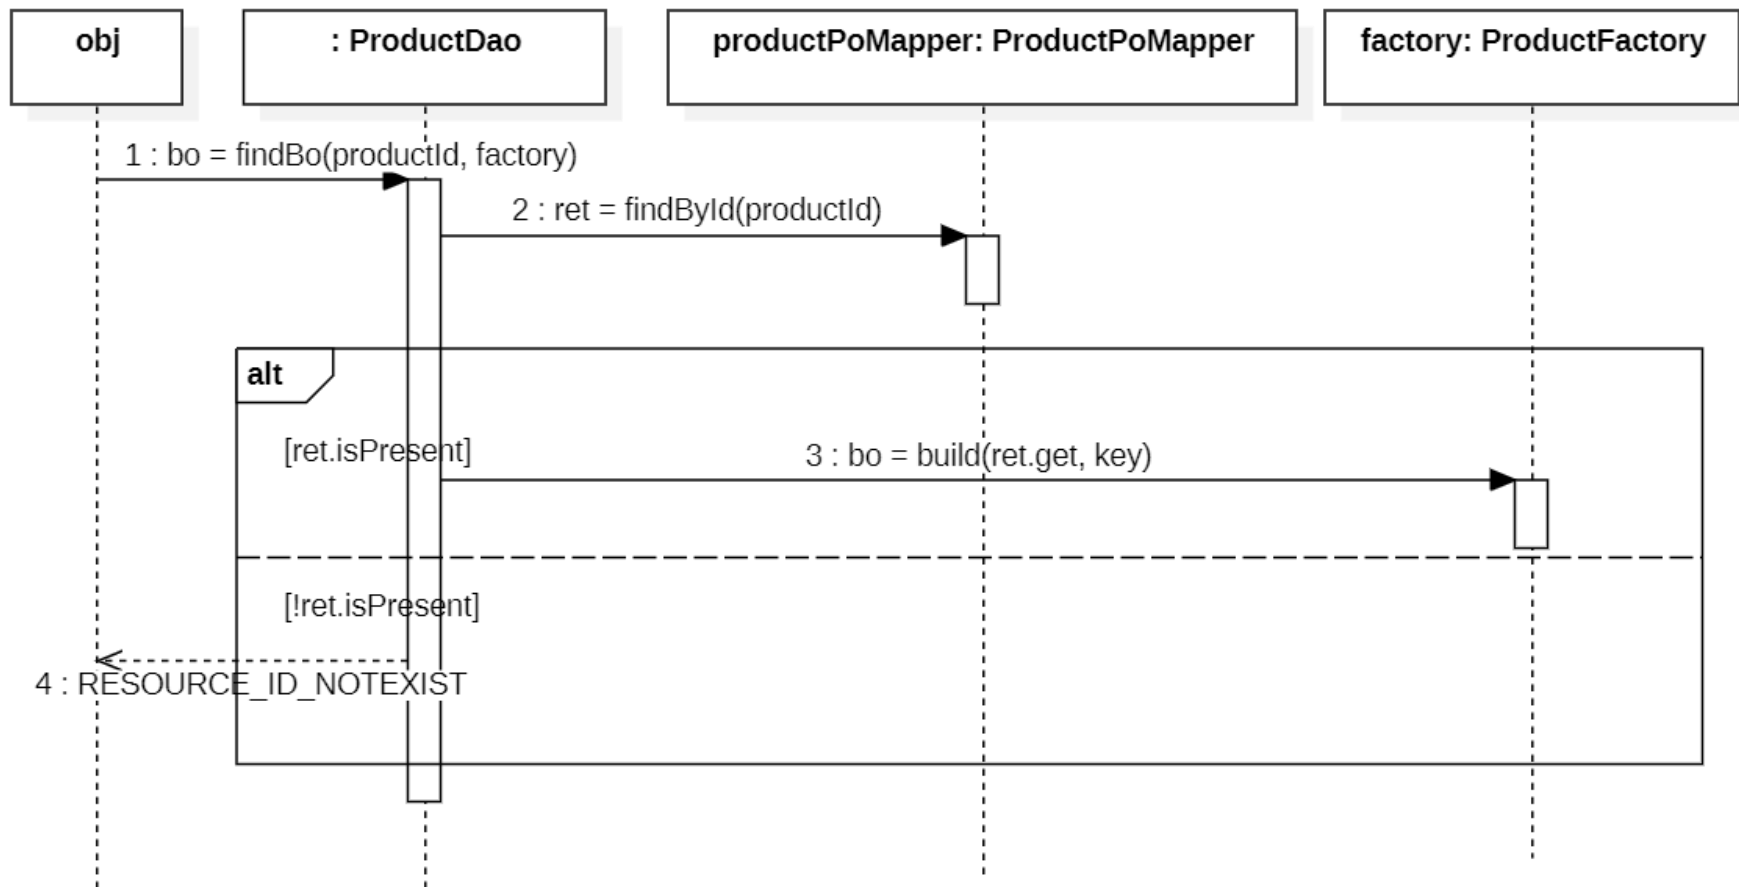 obj
: ProductDao
productPoMapper: ProductPoMapper
factory: ProductFactory
1 : bo = findBo(productId, factory)
2 : ret = findById(productId)
alt
[ret.isPresent]
3 : bo = build(ret.get, key)
[!ret.isPresent]
4 : RESOURCE_ID_NOTEXIST